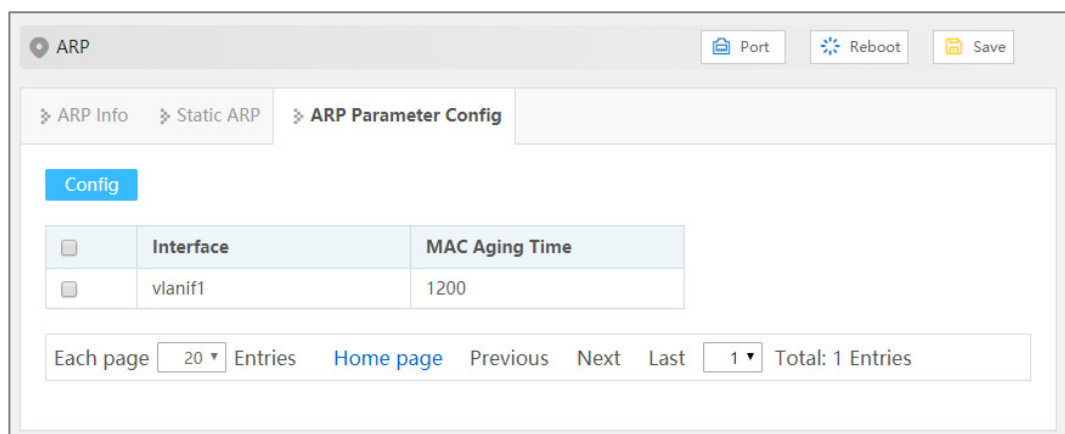 ARP Port Reboot Save
ARP Info Static ARP ARP Parameter Config
Config
Interface MAC Aging Time
vlanif1 1200
Each page 20 Entries Home page Previous Next Last 1 Total: 1 Entries